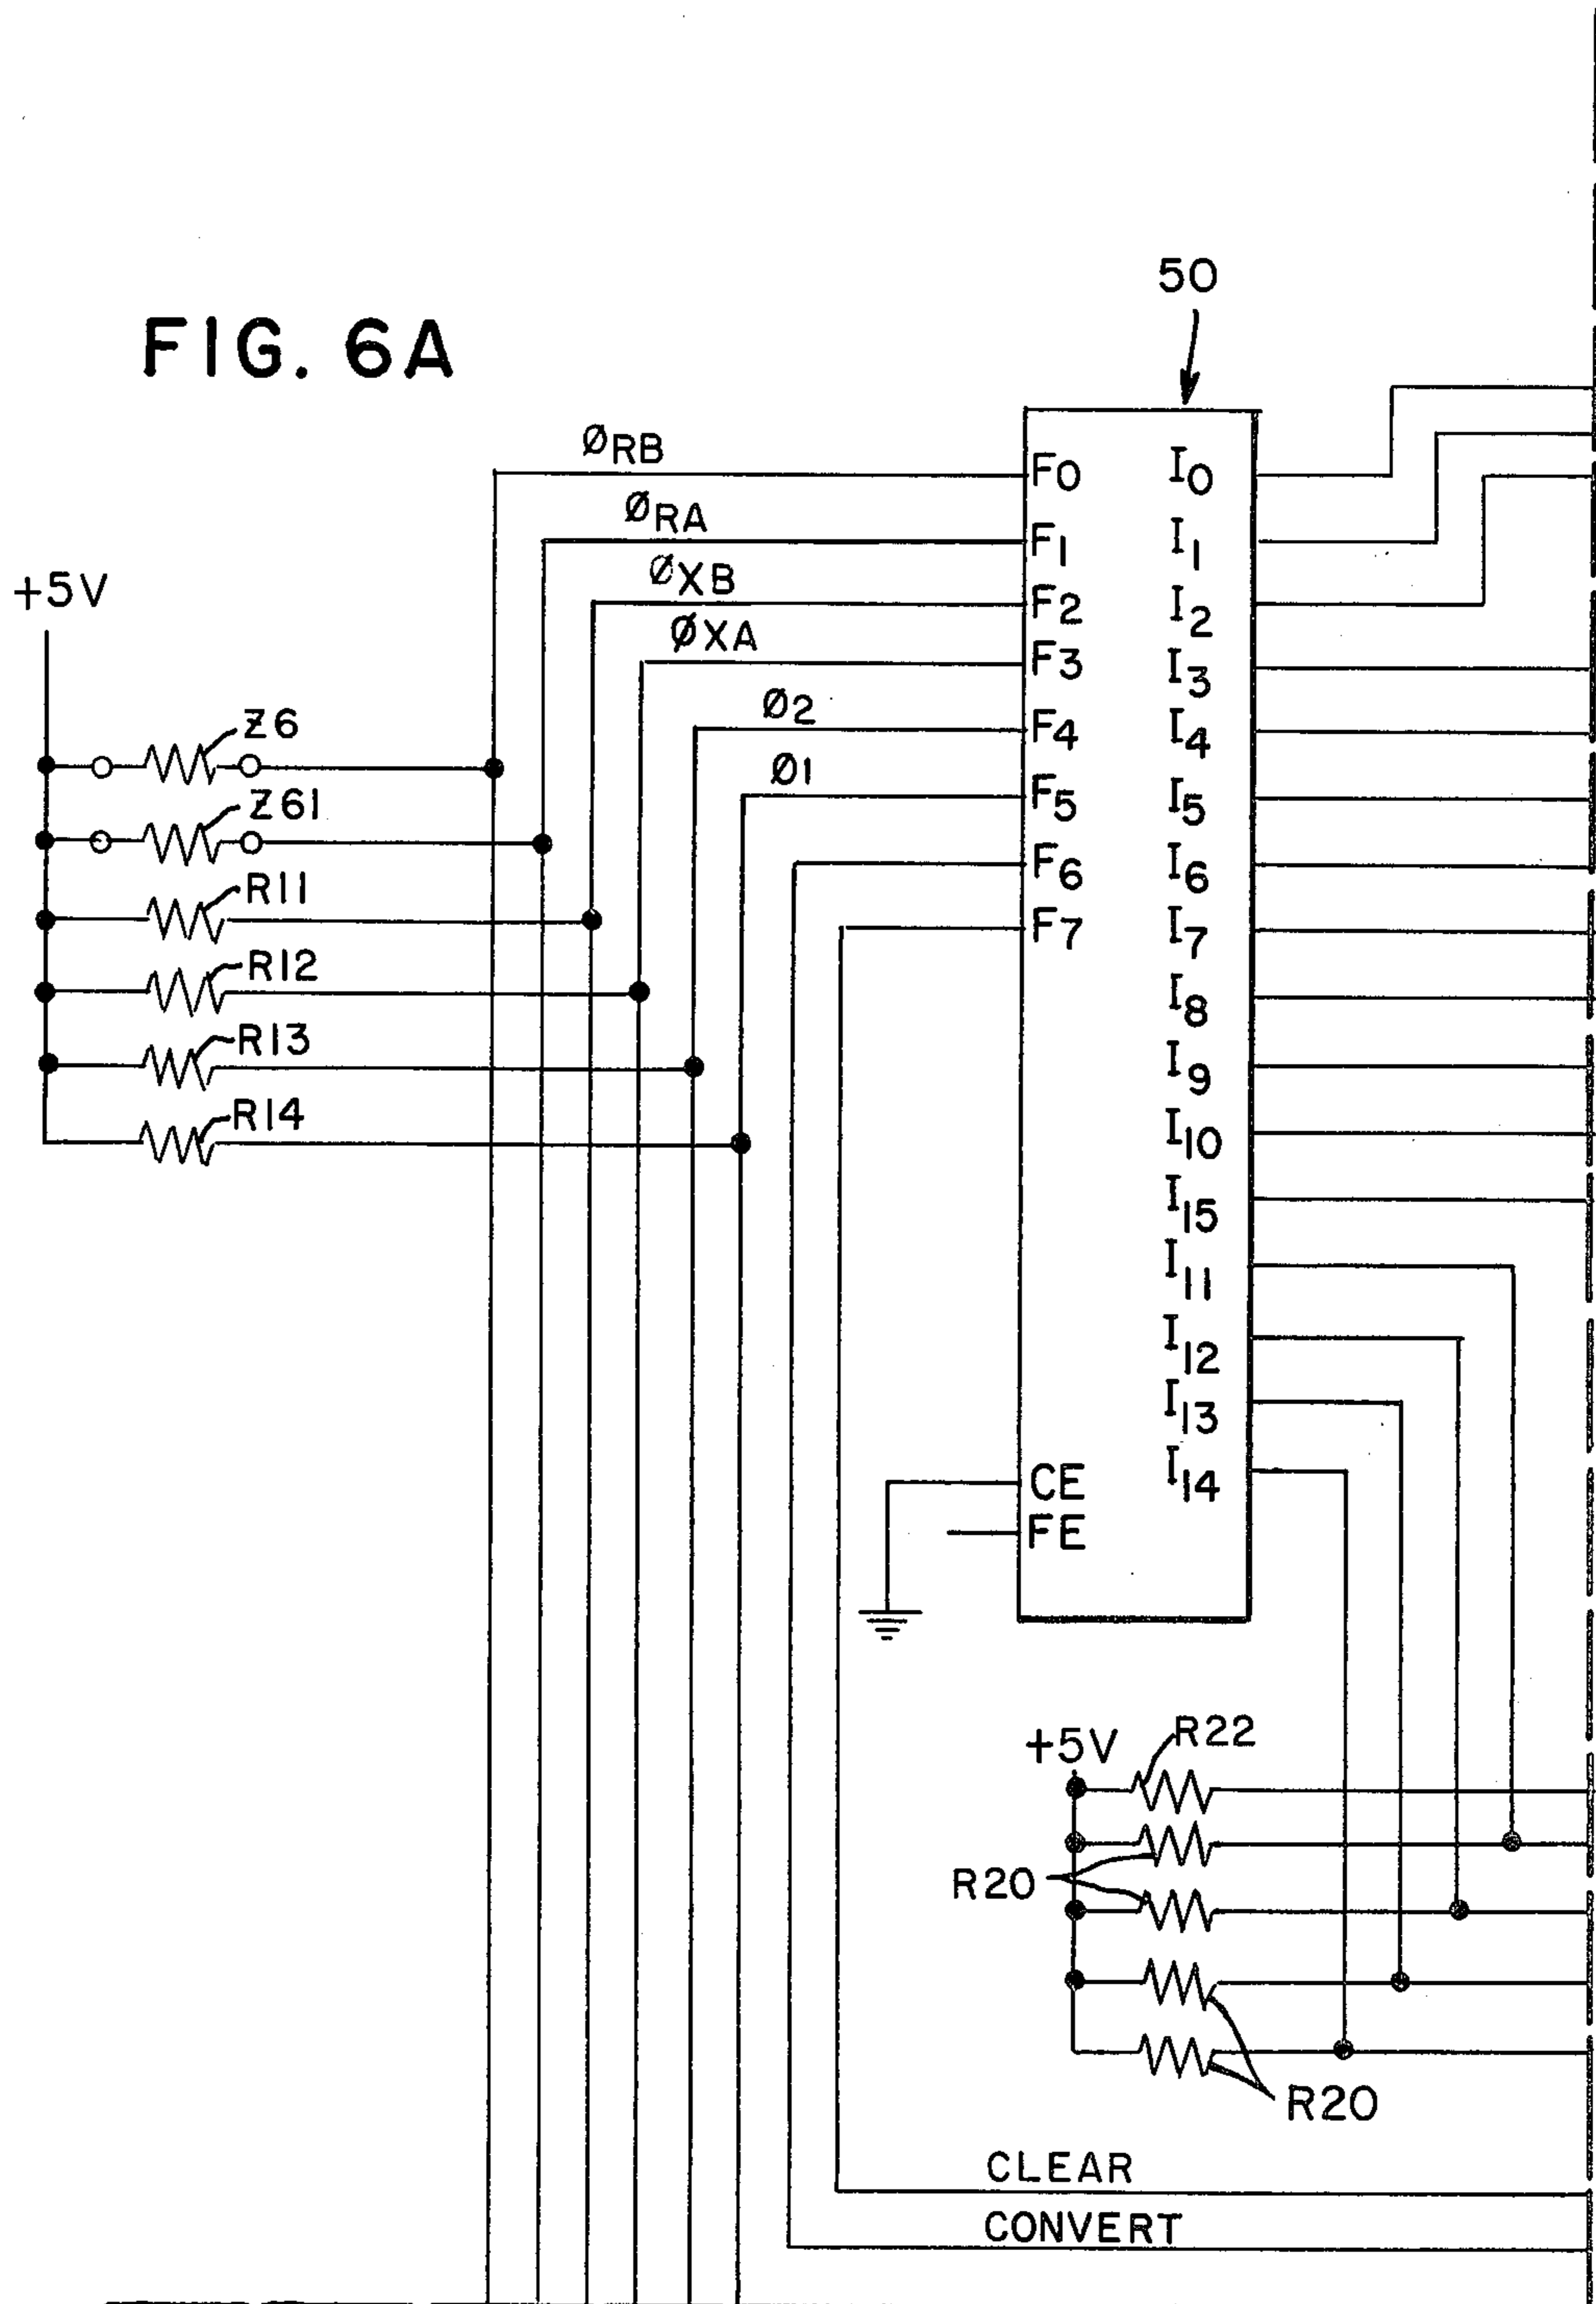 50
FIG. 6A
ØRB
F0 I0
ØRA
F1 I1
ØXB
+5V
F2 I2
ØXA
F3 I3
Ø2
Z6
F4 I4
Ø1
Z61
F5 I5
R11
F6 I6
F7 I7
R12
I8
R13
I9
R14
I10
I15
I11
I12
I13
CE I14
FE
+5V R22
R20
R20
CLEAR
CONVERT